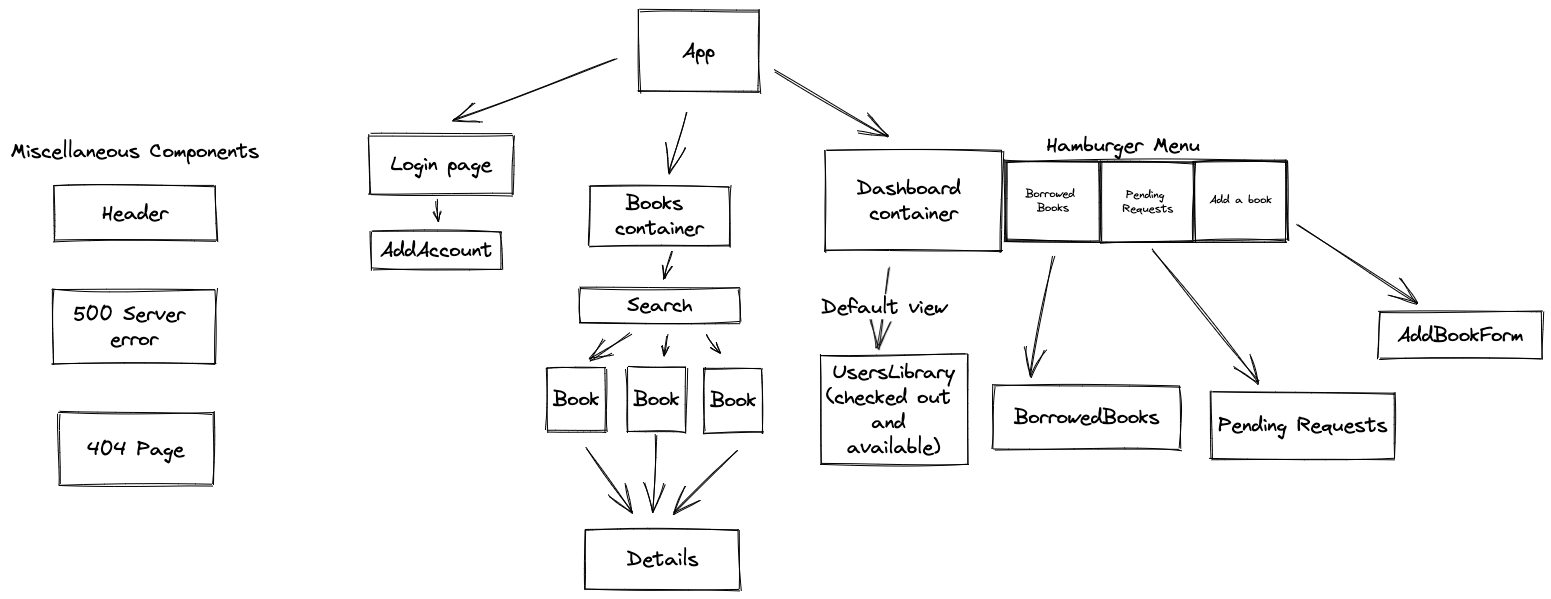 App
Miscellaneous Components
Header
500 Server
error
404 Page
Login page
AddAccount
Books
container
Search
Book
Book
Book
Details
Dashboard
container
Hamburger Menu
Borrowed
Books
Pending
Requests
Add a book
Default view
UsersLibrary
(checked out
and
available)
BorrowedBooks
Pending Requests
AddBookForm